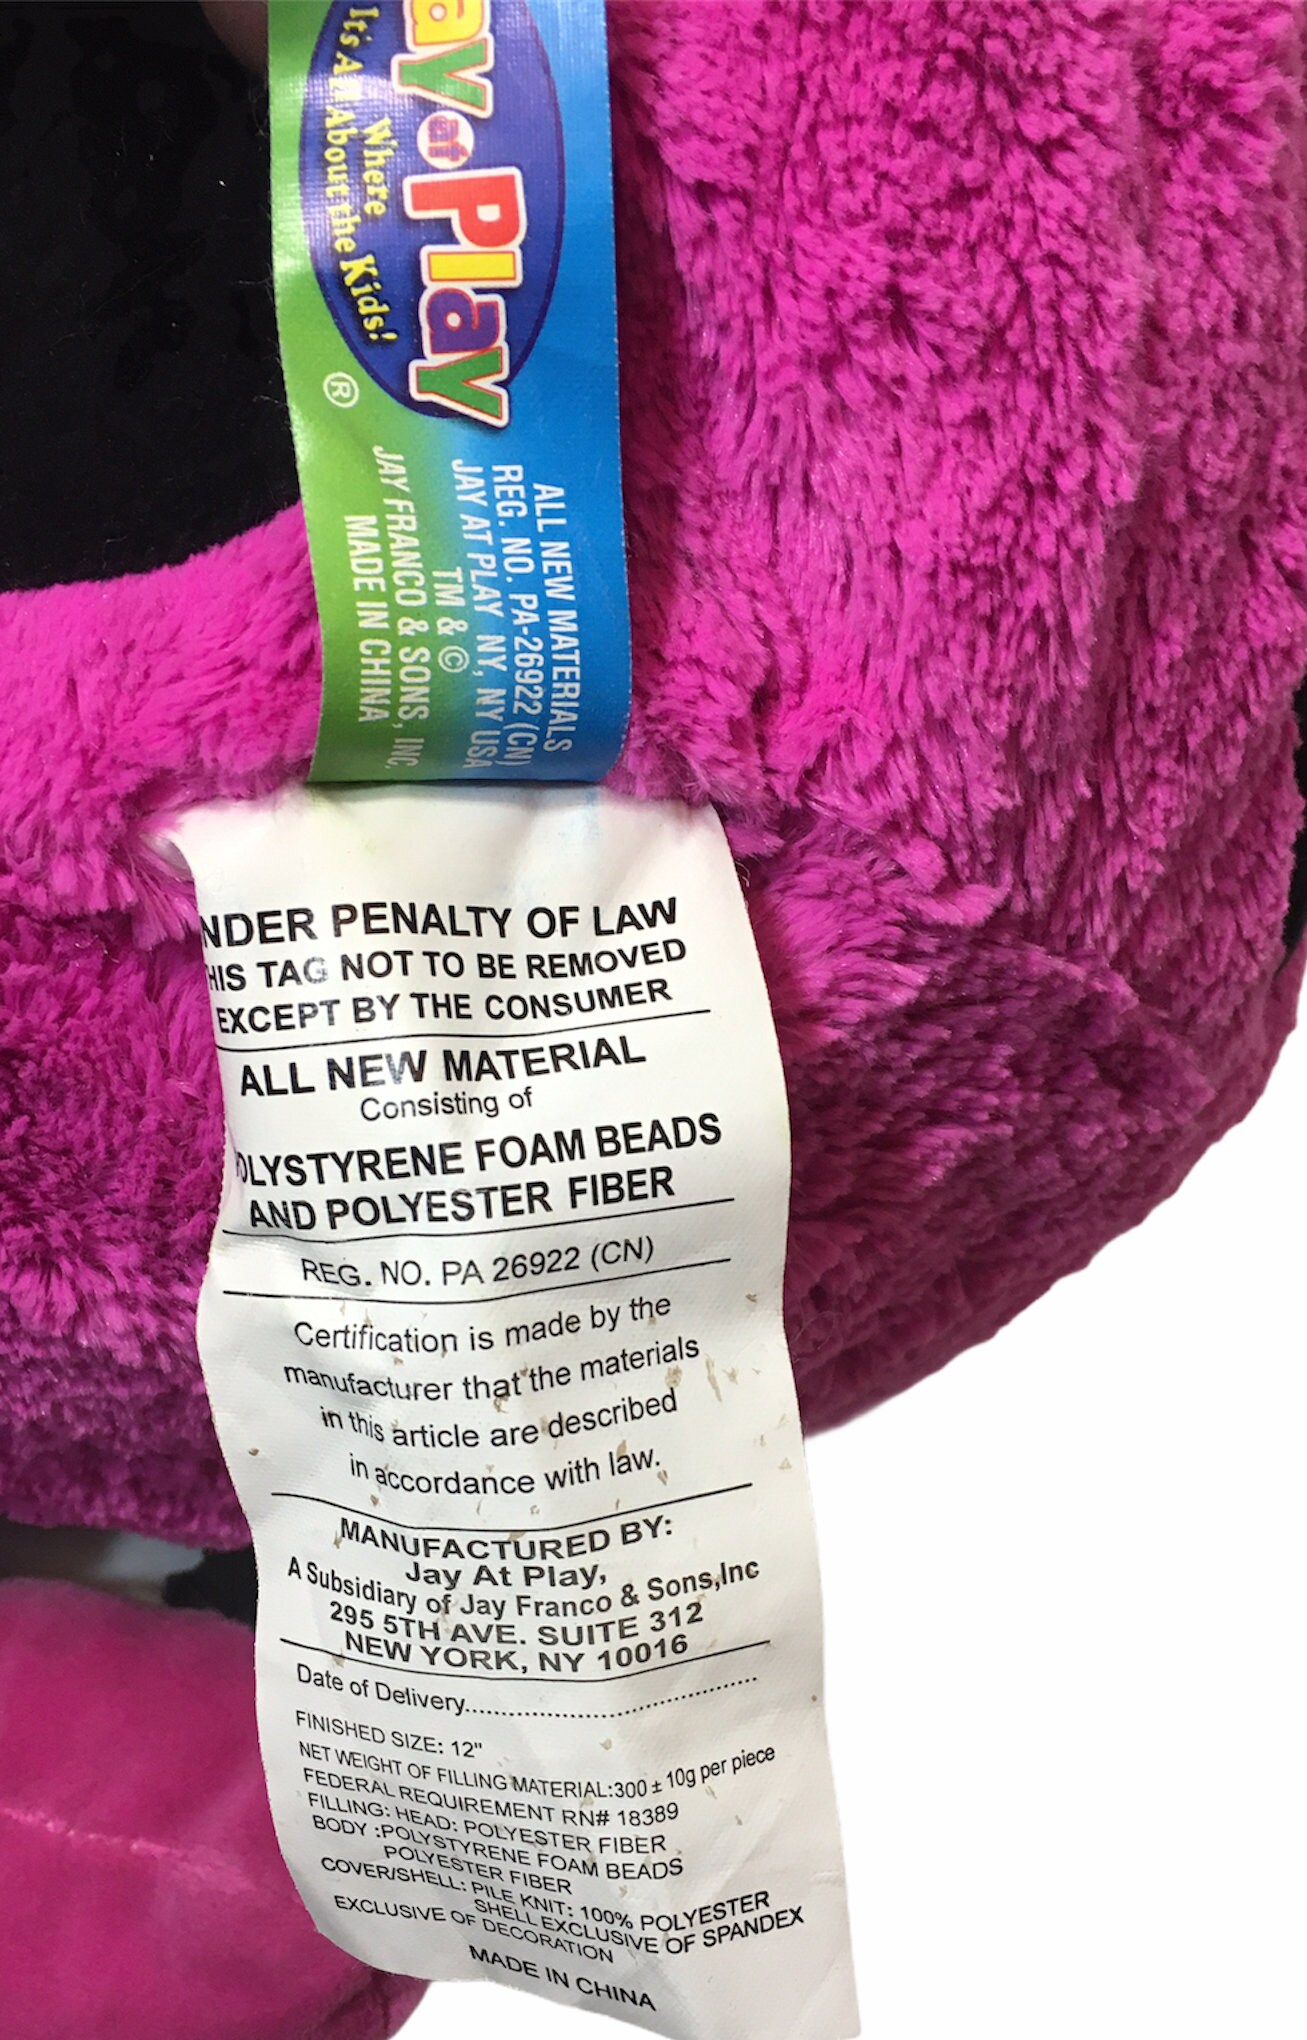 ay at Play
Where
It's All About the Kids!
®
ALL NEW MATERIALS
REG. NO. PA-26922 (CN)
JAY AT PLAY NY, NY USA
TM & ©
JAY FRANCO & SONS, INC.
MADE IN CHINA
NDER PENALTY OF LAW
HIS TAG NOT TO BE REMOVED
EXCEPT BY THE CONSUMER
ALL NEW MATERIAL
Consisting of
OLYSTYRENE FOAM BEADS
AND POLYESTER FIBER
REG. NO. PA 26922 (CN)
Certification is made by the
manufacturer that the materials
in this article are described
in accordance with law.
MANUFACTURED BY:
Jay At Play,
A Subsidiary of Jay Franco & Sons,Inc
295 5TH AVE. SUITE 312
NEW YORK, NY 10016
Date of Delivery..........................................
FINISHED SIZE: 12"
NET WEIGHT OF FILLING MATERIAL:300 ± 10g per piece
FEDERAL REQUIREMENT RN# 18389
FILLING: HEAD: POLYESTER FIBER
BODY :POLYSTYRENE FOAM BEADS
POLYESTER FIBER
COVER/SHELL: PILE KNIT: 100% POLYESTER
SHELL EXCLUSIVE OF SPANDEX
EXCLUSIVE OF DECORATION
MADE IN CHINA